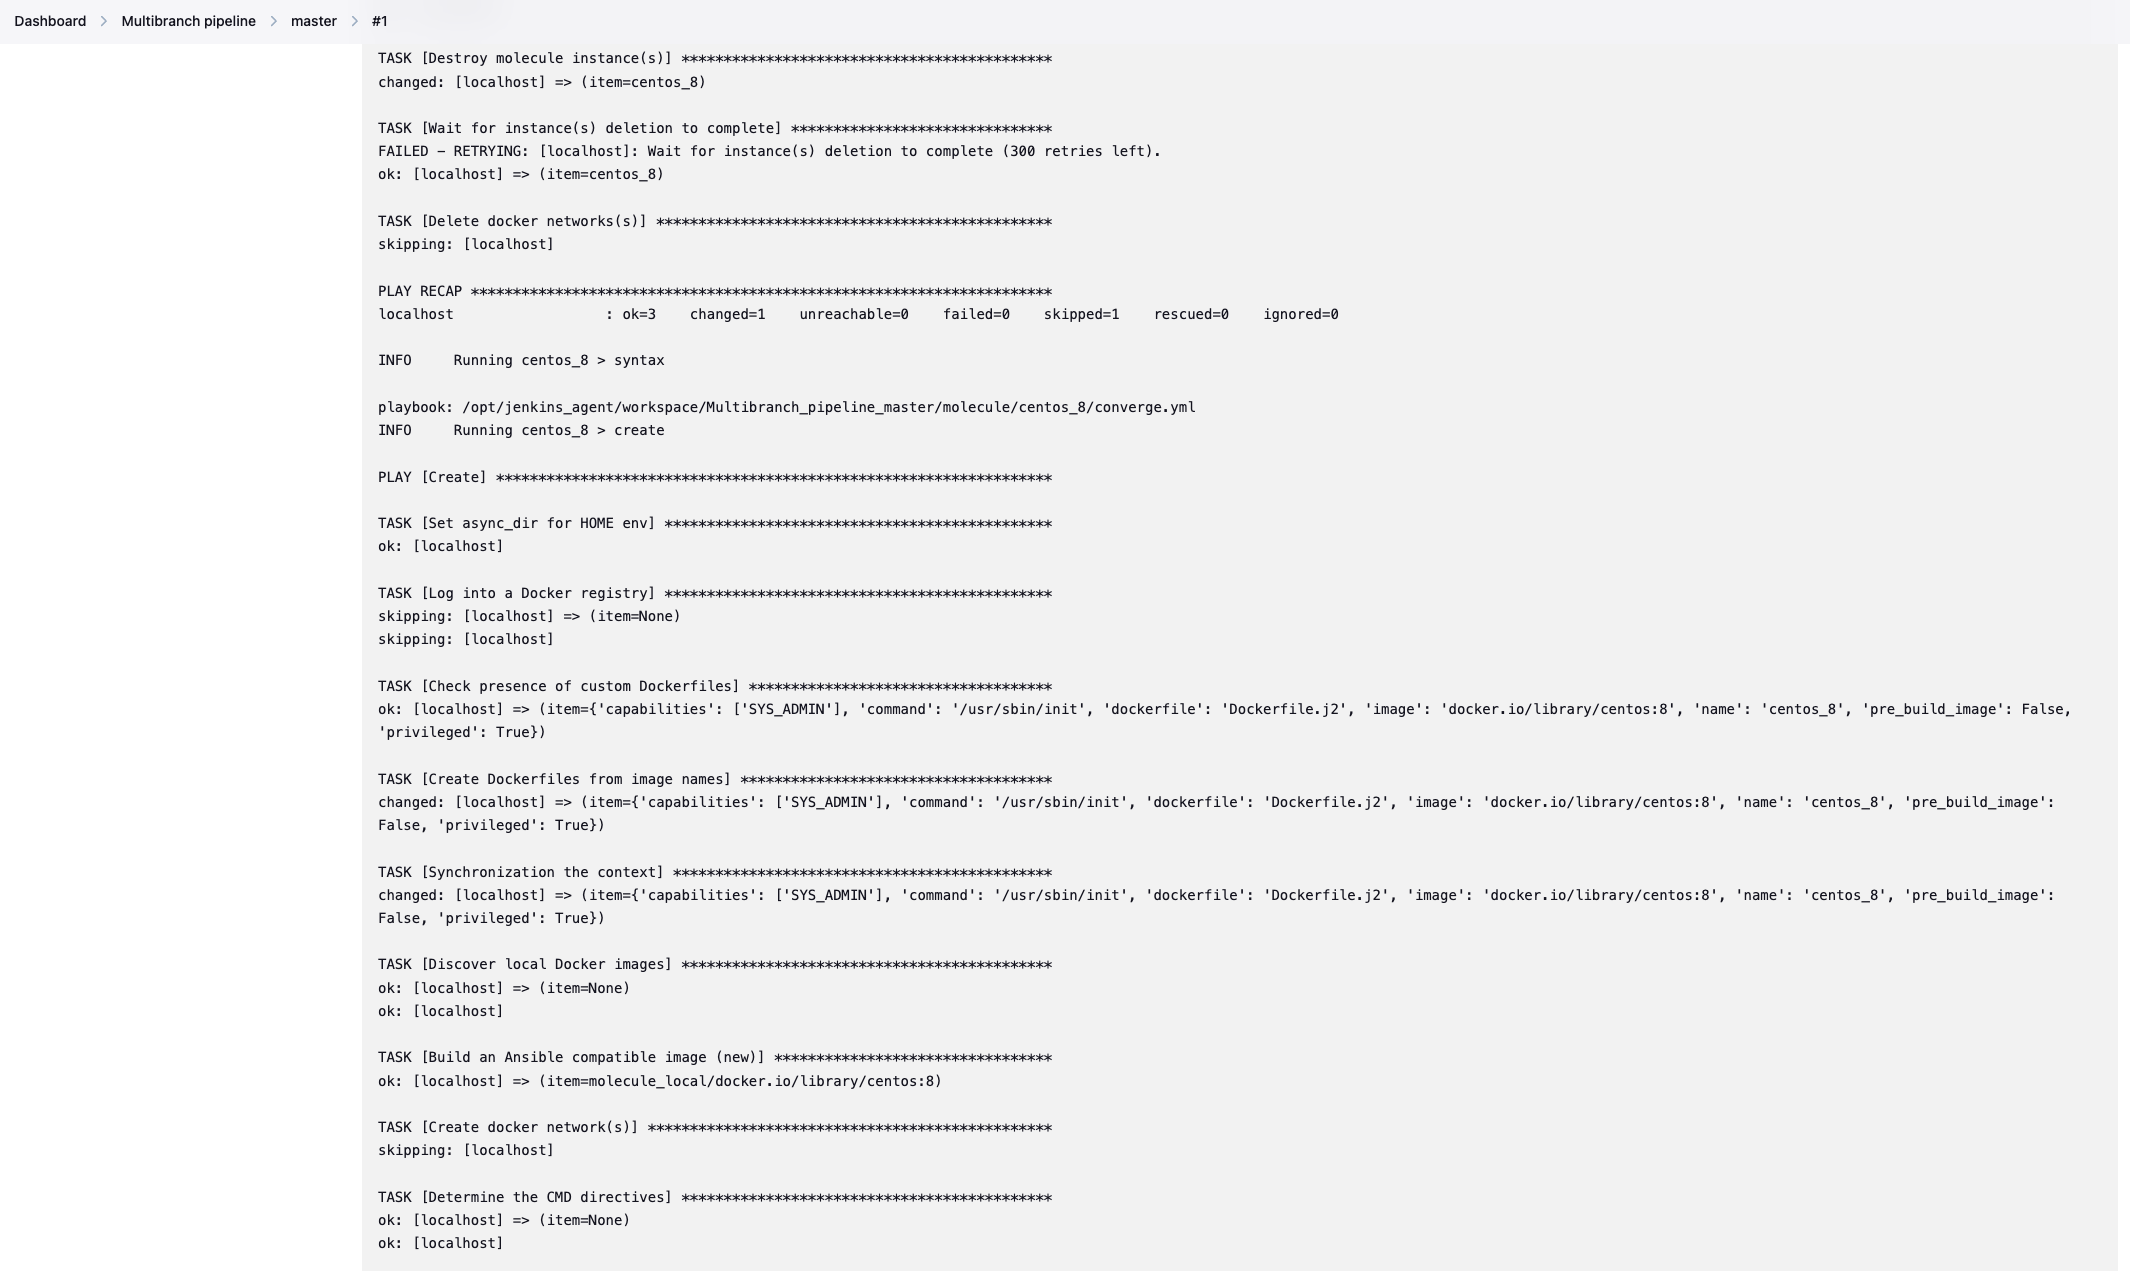 Dashboard > Multibranch pipeline > master > #1
TASK [Destroy molecule instance(s)] ********************************************
changed: [localhost] => (item=centos_8)
TASK [Wait for instance(s) deletion to complete] *******************************
FAILED - RETRYING: [localhost]: Wait for instance(s) deletion to complete (300 retries left).
ok: [localhost] => (item=centos_8)
TASK [Delete docker networks(s)] ***********************************************
skipping: [localhost]
PLAY RECAP *********************************************************************
localhost                  : ok=3    changed=1    unreachable=0    failed=0    skipped=1    rescued=0    ignored=0
INFO     Running centos_8 > syntax
playbook: /opt/jenkins_agent/workspace/Multibranch_pipeline_master/molecule/centos_8/converge.yml
INFO     Running centos_8 > create
PLAY [Create] ******************************************************************
TASK [Set async_dir for HOME env] **********************************************
ok: [localhost]
TASK [Log into a Docker registry] **********************************************
skipping: [localhost] => (item=None)
skipping: [localhost]
TASK [Check presence of custom Dockerfiles] ************************************
ok: [localhost] => (item={'capabilities': ['SYS_ADMIN'], 'command': '/usr/sbin/init', 'dockerfile': 'Dockerfile.j2', 'image': 'docker.io/library/centos:8', 'name': 'centos_8', 'pre_build_image': False,
'privileged': True})
TASK [Create Dockerfiles from image names] *************************************
changed: [localhost] => (item={'capabilities': ['SYS_ADMIN'], 'command': '/usr/sbin/init', 'dockerfile': 'Dockerfile.j2', 'image': 'docker.io/library/centos:8', 'name': 'centos_8', 'pre_build_image':
False, 'privileged': True})
TASK [Synchronization the context] *********************************************
changed: [localhost] => (item={'capabilities': ['SYS_ADMIN'], 'command': '/usr/sbin/init', 'dockerfile': 'Dockerfile.j2', 'image': 'docker.io/library/centos:8', 'name': 'centos_8', 'pre_build_image':
False, 'privileged': True})
TASK [Discover local Docker images] ********************************************
ok: [localhost] => (item=None)
ok: [localhost]
TASK [Build an Ansible compatible image (new)] *********************************
ok: [localhost] => (item=molecule_local/docker.io/library/centos:8)
TASK [Create docker network(s)] ************************************************
skipping: [localhost]
TASK [Determine the CMD directives] ********************************************
ok: [localhost] => (item=None)
ok: [localhost]